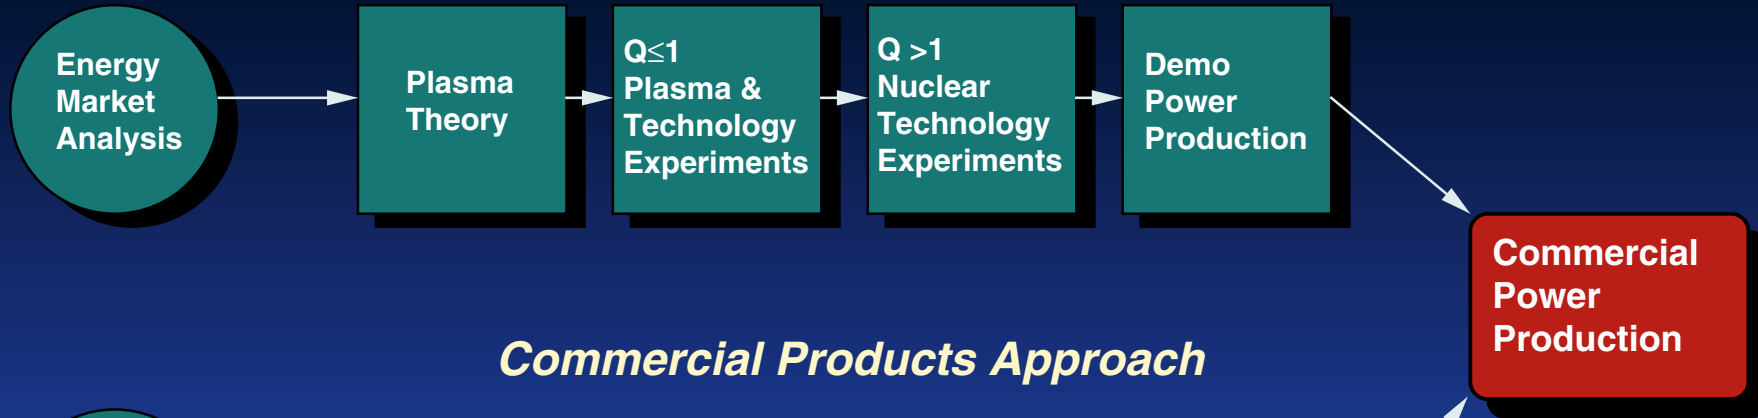 Energy
Market
Analysis
Plasma
Theory
Q≤1
Plasma &
Technology
Experiments
Q >1
Nuclear
Technology
Experiments
Demo
Power
Production
Commercial
Power
Production
Commercial Products Approach